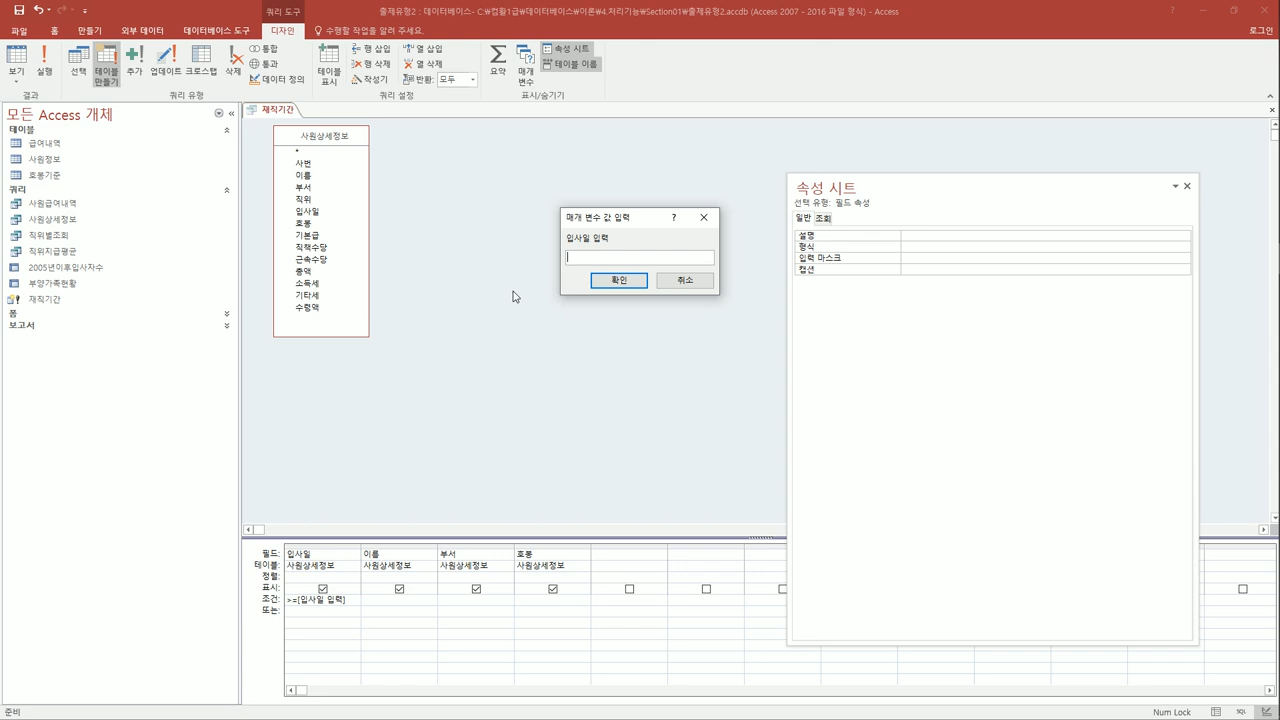 쿼리 도구
출제유형2 : 데이터베이스- C:₩컴활1급₩데이터베이스₩이론₩4.처리기능₩Section01₩출제유형2.accdb (Access 2007 - 2016 파일 형식) - Access
파일 홈 만들기 외부 데이터 데이터베이스 도구 디자인 수행할 작업을 알려 주세요. 로그인
보기 실행 선택 테이블 만들기 추가 업데이트 크로스탭 삭제 테이블 표시 요약 매개 변수
통합
통과
데이터 정의
행 삽입
행 삭제
작성기
열 삽입
열 삭제
반환: 모두
속성 시트
테이블 이름
결과 쿼리 유형 쿼리 설정 표시/숨기기
모든 Access 개체
테이블
급여내역
사원정보
호봉기준
쿼리
사원급여내역
사원상세정보
직위별조회
직위지급평균
2005년이후입사자수
부양가족현황
재직기간
폼
보고서
재직기간
사원상세정보
*
사번
이름
부서
직위
입사일
호봉
기본급
직책수당
근속수당
총액
소득세
기타세
수령액
매개 변수 값 입력 ?
입사일 입력
확인 취소
속성 시트
선택 유형: 필드 속성
일반 조회
설명
형식
입력 마스크
캡션
필드: 입사일 이름 부서 호봉
테이블: 사원상세정보 사원상세정보 사원상세정보 사원상세정보
정렬:
표시:
조건: >=[입사일 입력]
또는:
준비 Num Lock SQL